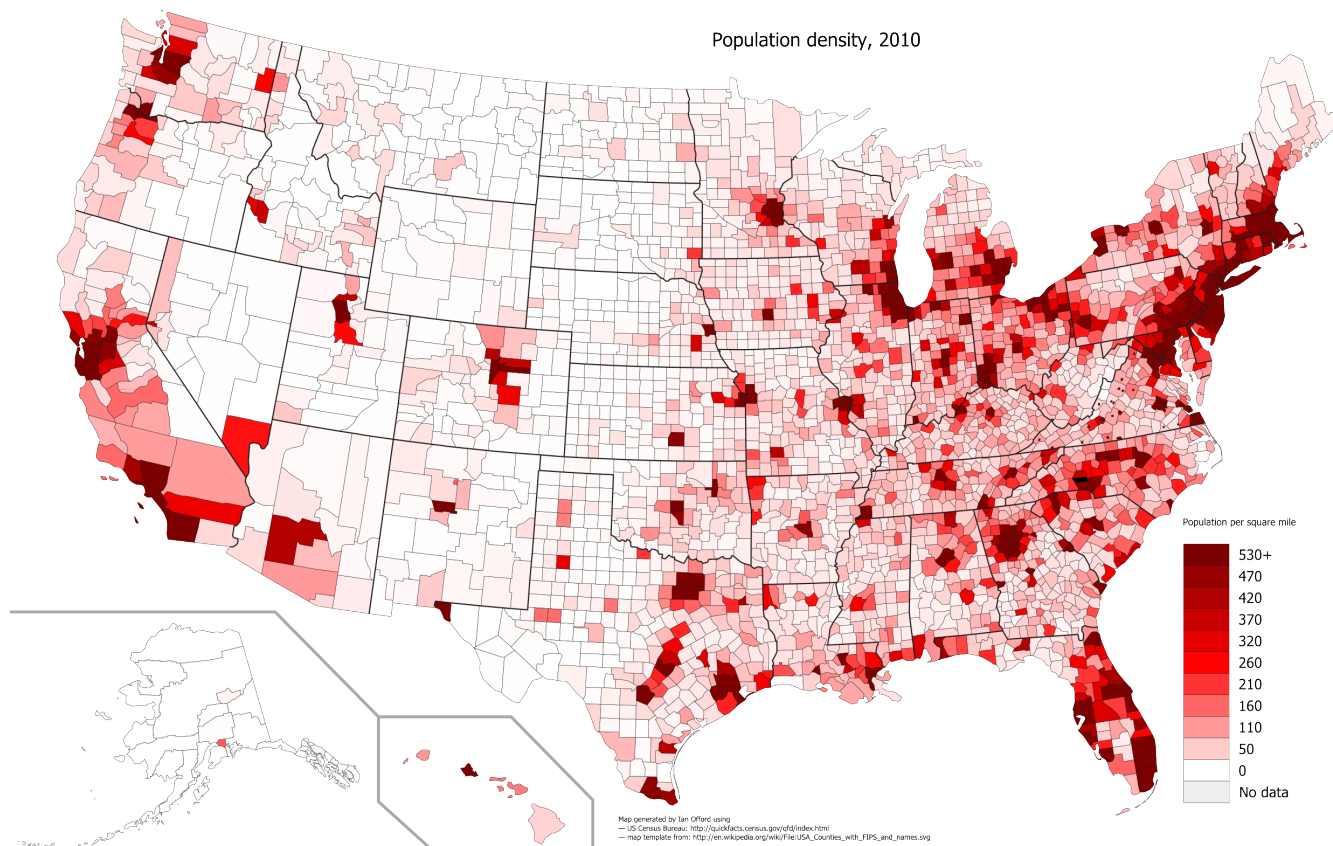 Population density, 2010
Population per square mile
530+
470
420
370
320
260
210
160
110
50
0
No data
Map generated by Ian Offord using
— US Census Bureau: http://quickfacts.census.gov/qfd/index.html
— map template from: http://en.wikipedia.org/wiki/File:USA_Counties_with_FIPS_and_names.svg